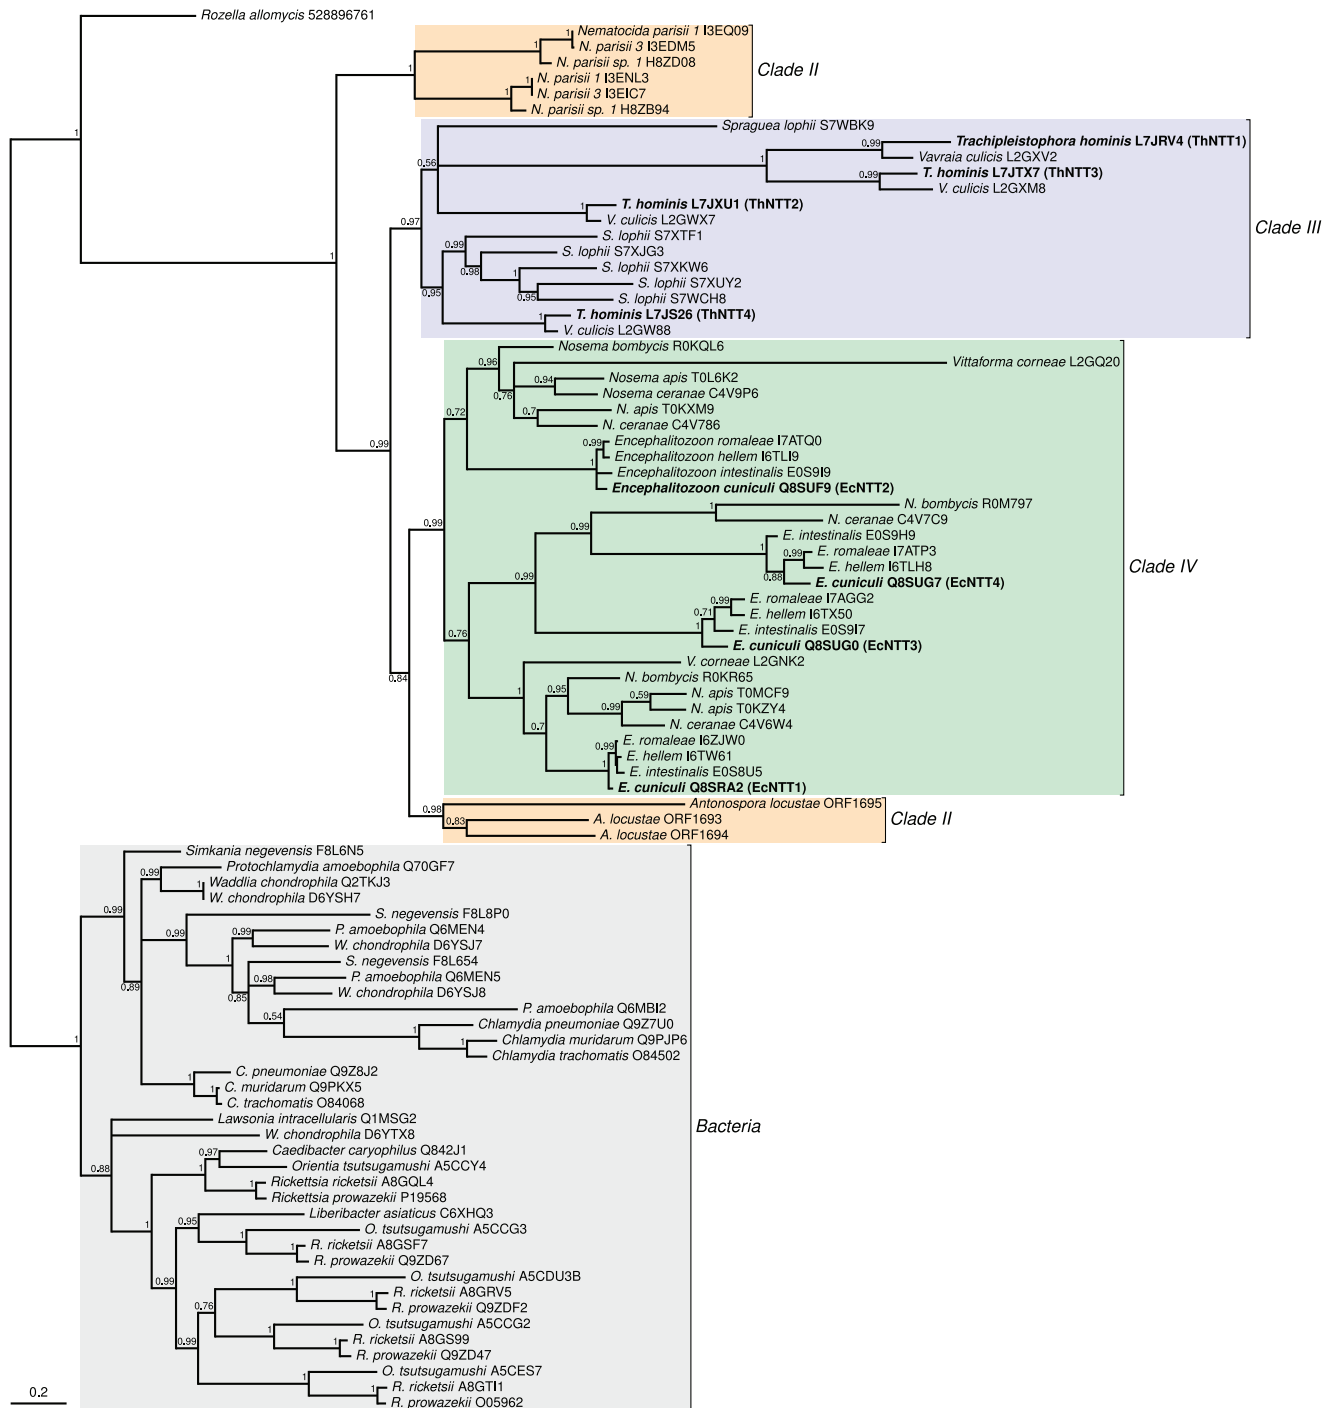 Rozella allomycis 528896761
Nematocida parisii 1 I3EQ09
N. parisii 3 I3EDM5
N. parisii sp. 1 H8ZD08
N. parisii 1 I3ENL3
N. parisii 3 I3EIC7
N. parisii sp. 1 H8ZB94
Clade II
Spraguea lophii S7WBK9
Trachipleistophora hominis L7JRV4 (ThNTT1)
Vavraia culicis L2GXV2
T. hominis L7JTX7 (ThNTT3)
V. culicis L2GXM8
T. hominis L7JXU1 (ThNTT2)
V. culicis L2GWX7
S. lophii S7XTF1
S. lophii S7XJG3
S. lophii S7XKW6
S. lophii S7XUY2
S. lophii S7WCH8
T. hominis L7JS26 (ThNTT4)
V. culicis L2GW88
Clade III
Nosema bombycis R0KQL6
Vittaforma corneae L2GQ20
Nosema apis T0L6K2
Nosema ceranae C4V9P6
N. apis T0KXM9
N. ceranae C4V786
Encephalitozoon romaleae I7ATQ0
Encephalitozoon hellem I6TLI9
Encephalitozoon intestinalis E0S9I9
Encephalitozoon cuniculi Q8SUF9 (EcNTT2)
N. bombycis R0M797
N. ceranae C4V7C9
E. intestinalis E0S9H9
E. romaleae I7ATP3
E. hellem I6TLH8
E. cuniculi Q8SUG7 (EcNTT4)
E. romaleae I7AGG2
E. hellem I6TX50
E. intestinalis E0S9I7
E. cuniculi Q8SUG0 (EcNTT3)
V. corneae L2GNK2
N. bombycis R0KR65
N. apis T0MCF9
N. apis T0KZY4
N. ceranae C4V6W4
E. romaleae I6ZJW0
E. hellem I6TW61
E. intestinalis E0S8U5
E. cuniculi Q8SRA2 (EcNTT1)
Clade IV
Antonospora locustae ORF1695
A. locustae ORF1693
A. locustae ORF1694
Clade II
Simkania negevensis F8L6N5
Protochlamydia amoebophila Q70GF7
Waddlia chondrophila Q2TKJ3
W. chondrophila D6YSH7
S. negevensis F8L8P0
P. amoebophila Q6MEN4
W. chondrophila D6YSJ7
S. negevensis F8L654
P. amoebophila Q6MEN5
W. chondrophila D6YSJ8
P. amoebophila Q6MBI2
Chlamydia pneumoniae Q9Z7U0
Chlamydia muridarum Q9PJP6
Chlamydia trachomatis O84502
C. pneumoniae Q9Z8J2
C. muridarum Q9PKX5
C. trachomatis O84068
Lawsonia intracellularis Q1MSG2
W. chondrophila D6YTX8
Caedibacter caryophilus Q842J1
Orientia tsutsugamushi A5CCY4
Rickettsia ricketsii A8GQL4
Rickettsia prowazekii P19568
Liberibacter asiaticus C6XHQ3
O. tsutsugamushi A5CCG3
R. ricketsii A8GSF7
R. prowazekii Q9ZD67
O. tsutsugamushi A5CDU3B
R. ricketsii A8GRV5
R. prowazekii Q9ZDF2
O. tsutsugamushi A5CCG2
R. ricketsii A8GS99
R. prowazekii Q9ZD47
O. tsutsugamushi A5CES7
R. ricketsii A8GTI1
R. prowazekii O05962
Bacteria
0.2